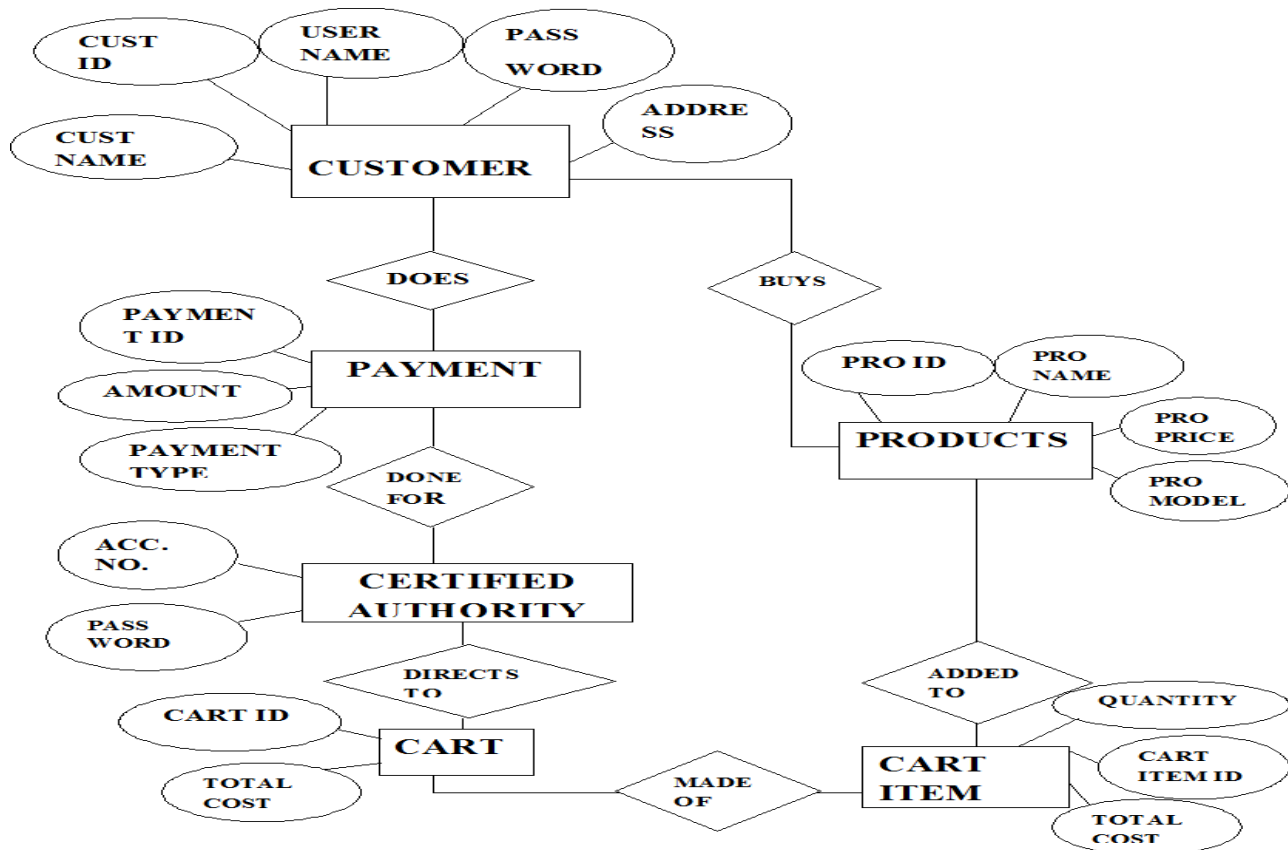 CUST
ID
USER
NAME
PASS
WORD
ADDRE
SS
CUST
NAME
CUSTOMER
DOES
BUYS
PAYMEN
T ID
AMOUNT
PAYMENT
TYPE
PAYMENT
PRO ID
PRO
NAME
PRO
PRICE
PRO
MODEL
PRODUCTS
DONE
FOR
ACC.
NO.
PASS
WORD
CERTIFIED
AUTHORITY
DIRECTS
TO
ADDED
TO
CART ID
TOTAL
COST
CART
MADE
OF
CART
ITEM
QUANTITY
CART
ITEM ID
TOTAL
COST